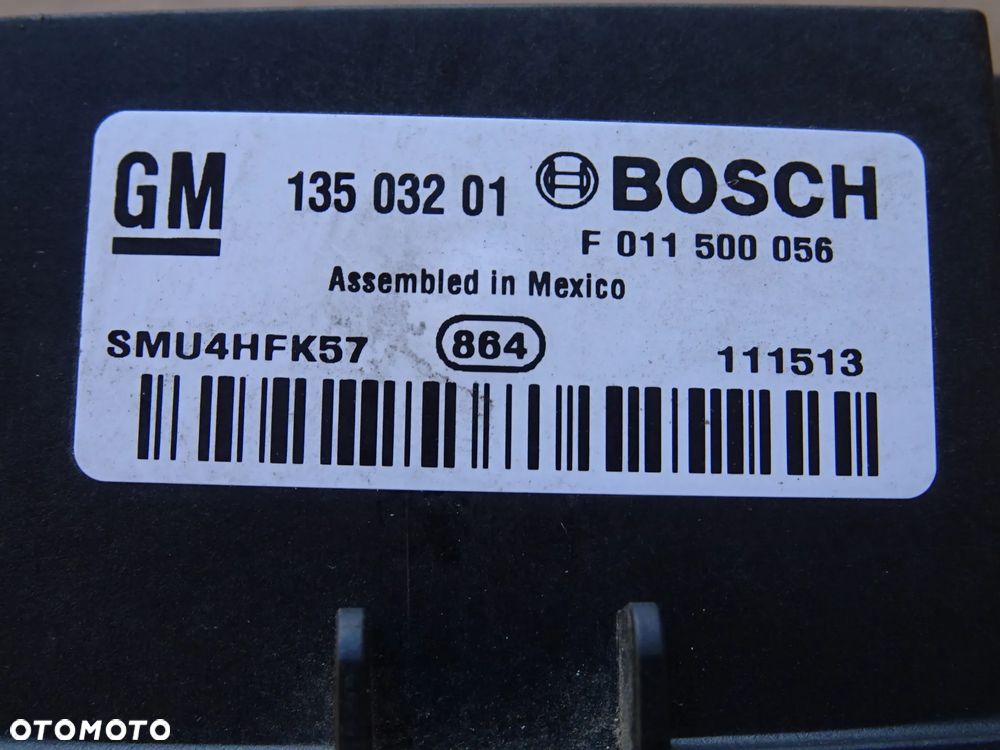 GM 135 032 01 BOSCH
F 011 500 056
Assembled in Mexico
SMU4HFK57 864 111513
OTOMOTO